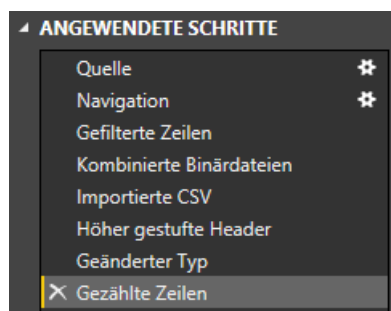 ANGEWENDETE SCHRITTE
Quelle
Navigation
Gefilterte Zeilen
Kombinierte Binärdateien
Importierte CSV
Höher gestufte Header
Geänderter Typ
Gezählte Zeilen